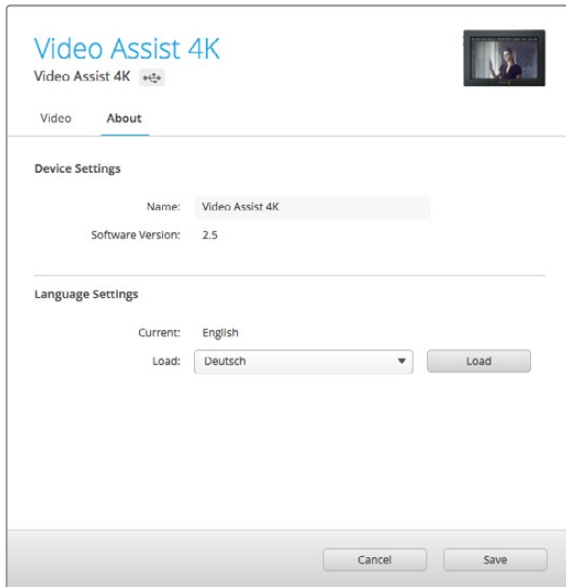 Video Assist 4K
Video Assist 4K
Video About
Device Settings
Name: Video Assist 4K
Software Version: 2.5
Language Settings
Current: English
Load: Deutsch Load
Cancel Save